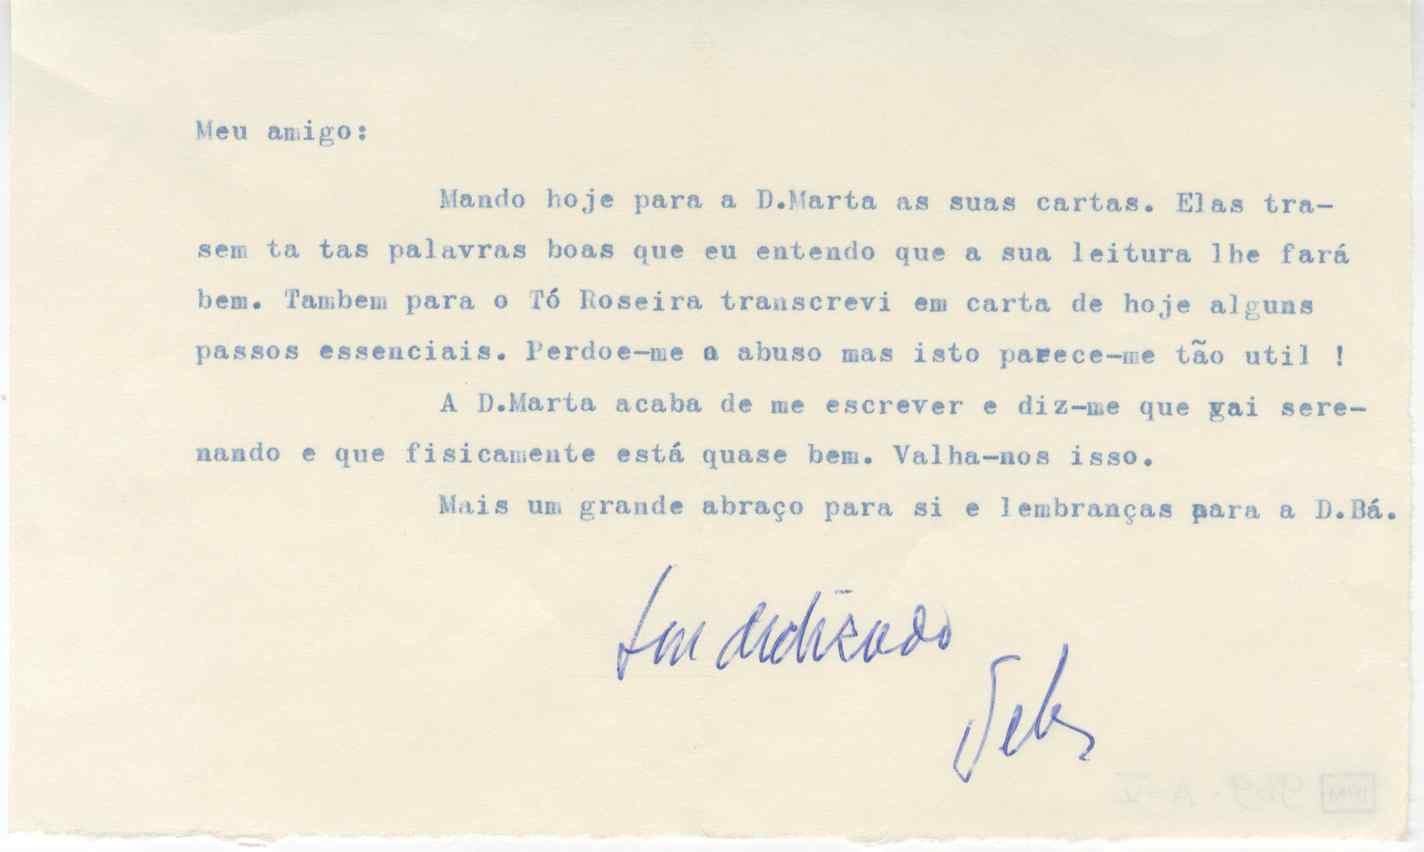 Meu amigo:
Mando hoje para a D.Marta as suas cartas. Elas tra-
sem ta tas palavras boas que eu entendo que a sua leitura lhe fará
bem. Tambem para o Tó Roseira transcrevi em carta de hoje alguns
passos essenciais. Perdoe-me o abuso mas isto parece-me tão util !
A D.Marta acaba de me escrever e diz-me que vai sere-
nando e que fisicamente está quase bem. Valha-nos isso.
Mais um grande abraço para si e lembranças para a D.Bá.
dedicado